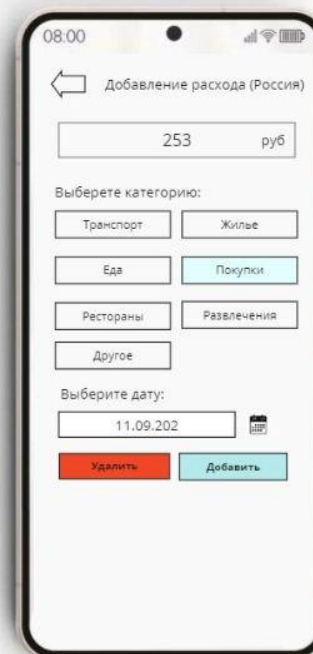 08:00
Добавление расхода (Россия)
253 руб
Выберете категорию:
Транспорт Жилье
Еда Покупки
Рестораны Развлечения
Другое
Выберите дату:
11.09.202
Удалить Добавить